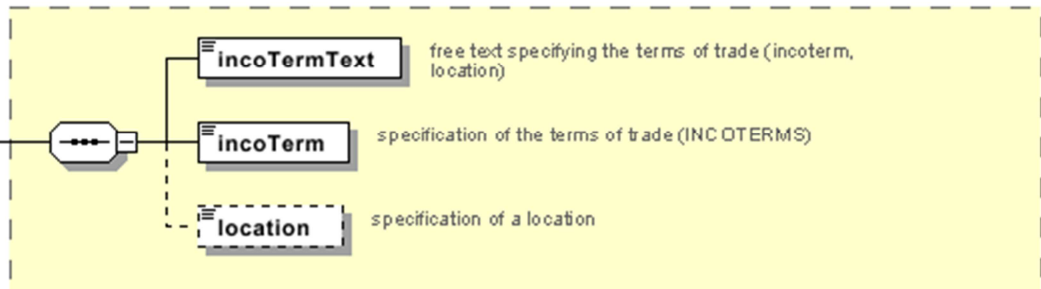 incoTermText
free text specifying the terms of trade (incoterm,
location)
incoTerm
specification of the terms of trade (INCOTERMS)
location
specification of a location